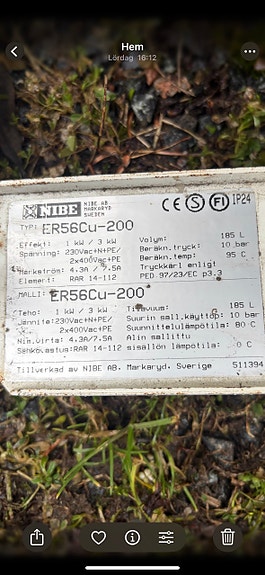 Hem
Lördag 16:12
NIBE
NIBE AB
MARKARYD
SWEDEN
CE S FI IP24
TYP: ER56Cu-200
Effekt: 1 kW / 3 kW Volym: 185 L
Spänning: 230Vac+N+PE/ Beräkn.tryck: 10 bar
2x400Vac+PE Beräkn.temp: 95 C
Märkström: 4.3A / 7.5A Tryckkärl enligt
Element: RAR 14-112 PED 97/23/EC p3.3
MALLI: ER56Cu-200
Teho: 1 kW / 3 kW Tilavuus: 185 L
Jännite: 230Vac+N+PE/ Suurin sall.käyttöp: 10 bar
2x400Vac+PE Suunnittelulämpötila: 80 C
Nim.virta: 4.3A/7.5A Alin sallittu
Sähkövastus: RAR 14-112 sisällön lämpötila: 0 C
Tillverkad av NIBE AB. Markaryd. Sverige 511394